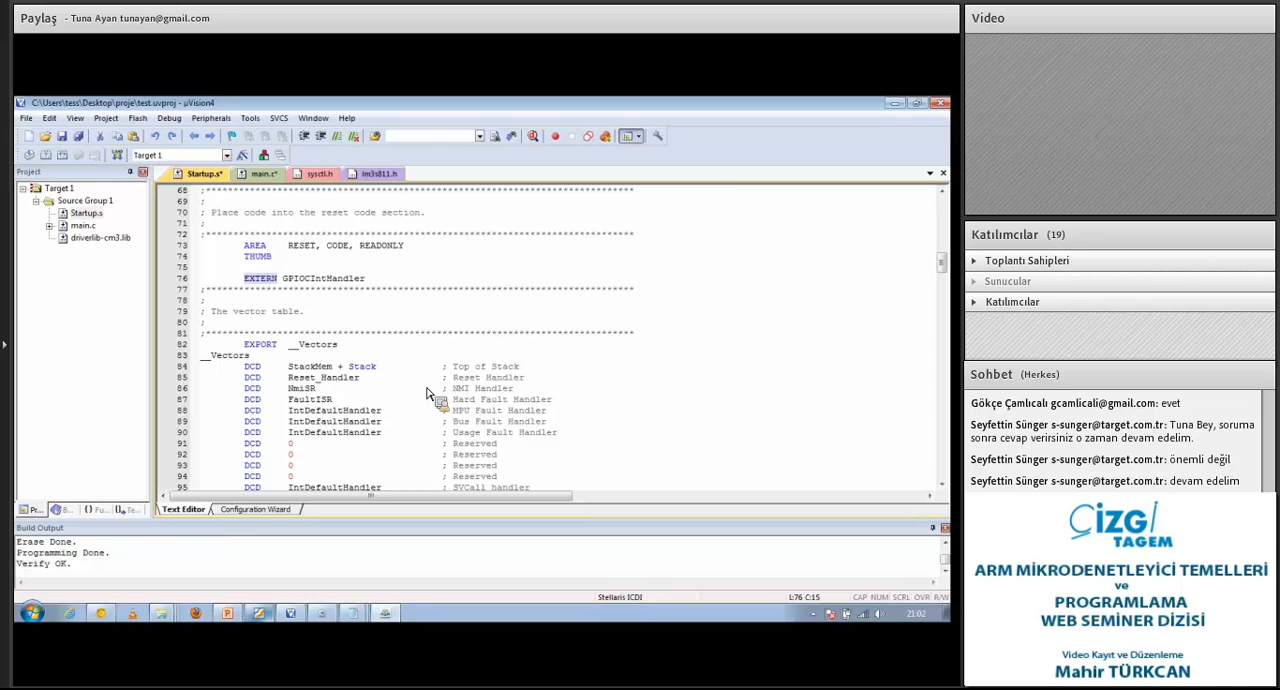 Paylaş - Tuna Ayan tunayan@gmail.com
C:\Users\tess\Desktop\proje\test.uvproj - µVision4
File Edit View Project Flash Debug Peripherals Tools SVCS Window Help
Target 1
Project
Target 1
Source Group 1
Startup.s
main.c
driverlib-cm3.lib
Startup.s* main.c* sysctl.h lm3s811.h
68 ;******************************************************************************
69 ;
70 ; Place code into the reset code section.
71 ;
72 ;******************************************************************************
73 AREA RESET, CODE, READONLY
74 THUMB
75
76 EXTERN GPIOCIntHandler
77 ;******************************************************************************
78 ;
79 ; The vector table.
80 ;
81 ;******************************************************************************
82 EXPORT __Vectors
83 __Vectors
84 DCD StackMem + Stack ; Top of Stack
85 DCD Reset_Handler ; Reset Handler
86 DCD NmiSR ; NMI Handler
87 DCD FaultISR ; Hard Fault Handler
88 DCD IntDefaultHandler ; MPU Fault Handler
89 DCD IntDefaultHandler ; Bus Fault Handler
90 DCD IntDefaultHandler ; Usage Fault Handler
91 DCD 0 ; Reserved
92 DCD 0 ; Reserved
93 DCD 0 ; Reserved
94 DCD 0 ; Reserved
95 DCD IntDefaultHandler ; SVCall handler
Pr... B... {} Fu... Te...
Text Editor Configuration Wizard
Build Output
Erase Done.
Programming Done.
Verify OK.
Stellaris ICDI L:76 C:15 CAP NUM SCRL OVR R/W
21:02
Video
Katılımcılar (19)
Toplantı Sahipleri
Sunucular
Katılımcılar
Sohbet (Herkes)
Gökçe Çamlıcalı gcamlicali@gmail.com: evet
Seyfettin Sünger s-sunger@target.com.tr: Tuna Bey, soruma
sonra cevap verirsiniz o zaman devam edelim.
Seyfettin Sünger s-sunger@target.com.tr: önemli değil
Seyfettin Sünger s-sunger@target.com.tr: devam edelim
ÇİZGİ
TAGEM
ARM MİKRODENETLEYİCİ TEMELLERİ
ve
PROGRAMLAMA
WEB SEMİNER DİZİSİ
Video Kayıt ve Düzenleme
Mahir TÜRKCAN